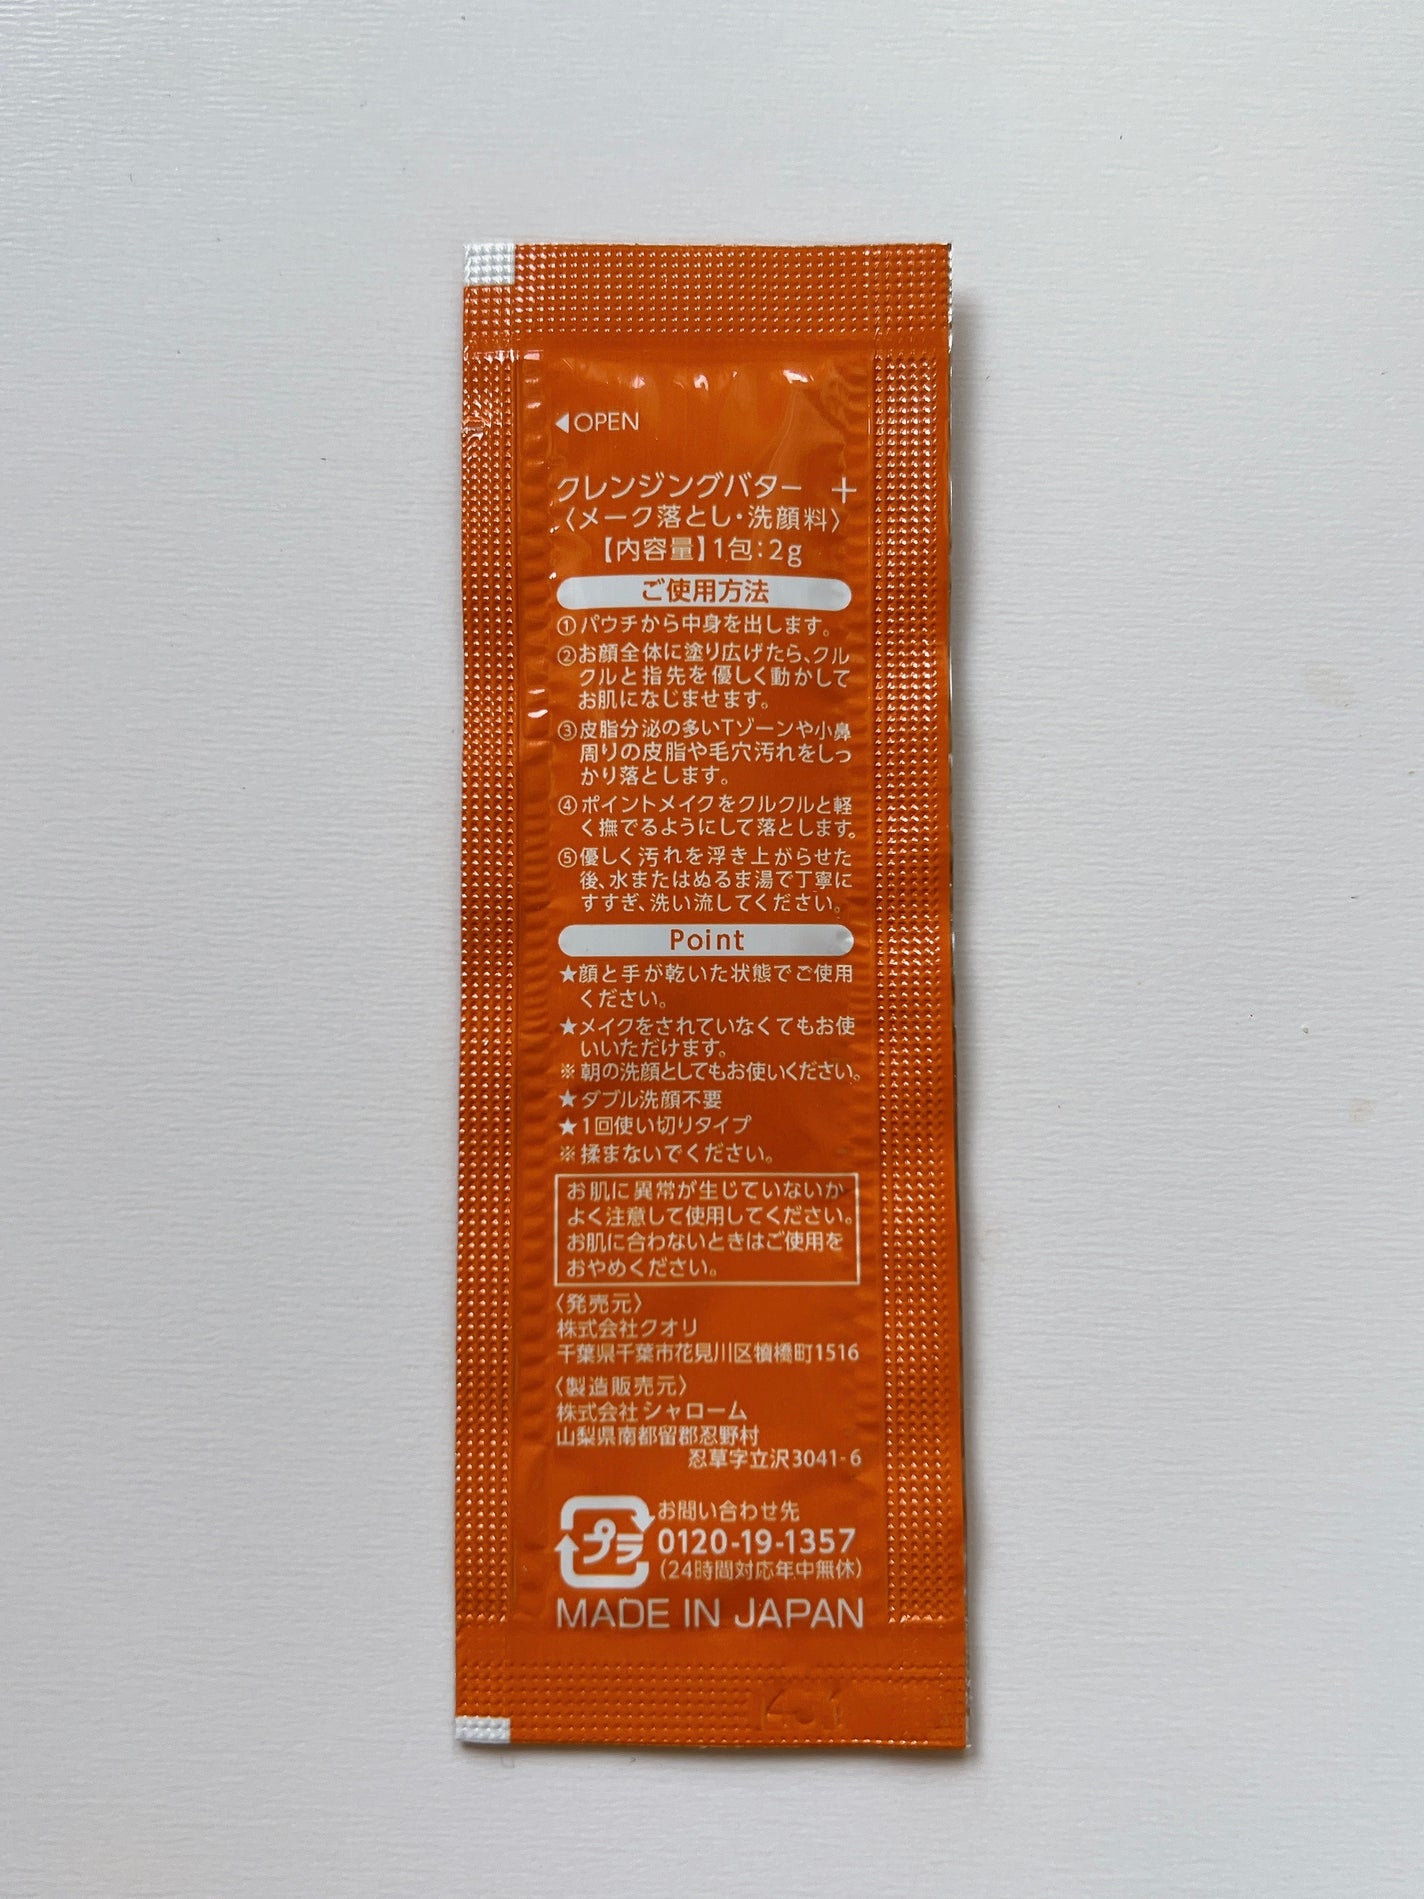 ◀OPEN
クレンジングバター ＋
〈メーク落とし・洗顔料〉
【内容量】1包：2g
ご使用方法
①パウチから中身を出します。
②お顔全体に塗り広げたら、クル
クルと指先を優しく動かして
お肌になじませます。
③皮脂分泌の多いTゾーンや小鼻
周りの皮脂や毛穴汚れをしっ
かり落とします。
④ポイントメイクをクルクルと軽
く撫でるようにして落とします。
⑤優しく汚れを浮き上がらせた
後、水またはぬるま湯で丁寧に
すすぎ、洗い流してください。
Point
★顔と手が乾いた状態でご使用
ください。
★メイクをされていなくてもお使
いいただけます。
※朝の洗顔としてもお使いください。
★ダブル洗顔不要
★1回使い切りタイプ
※揉まないでください。
お肌に異常が生じていないか
よく注意して使用してください。
お肌に合わないときはご使用を
おやめください。
〈発売元〉
株式会社クオリ
千葉県千葉市花見川区犢橋町1516
〈製造販売元〉
株式会社シャローム
山梨県南都留郡忍野村
忍草字立沢3041-6
プラ
お問い合わせ先
0120-19-1357
（24時間対応年中無休）
MADE IN JAPAN